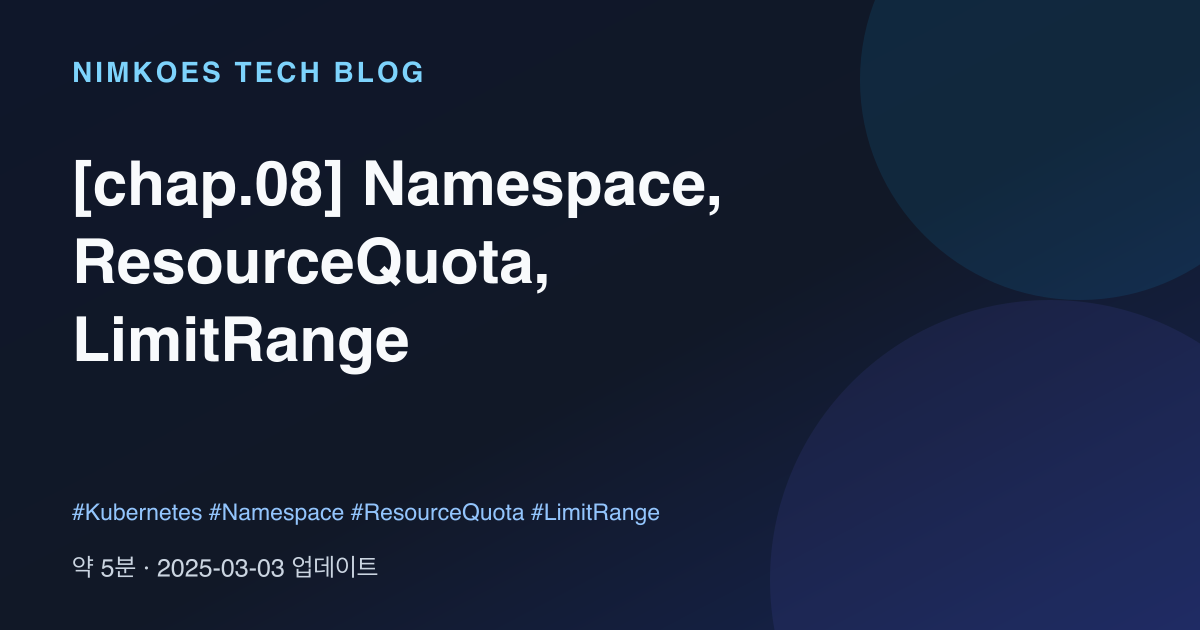 NIMKOES TECH BLOG
[chap.08] Namespace,
ResourceQuota,
LimitRange
#Kubernetes #Namespace #ResourceQuota #LimitRange
약 5분 · 2025-03-03 업데이트